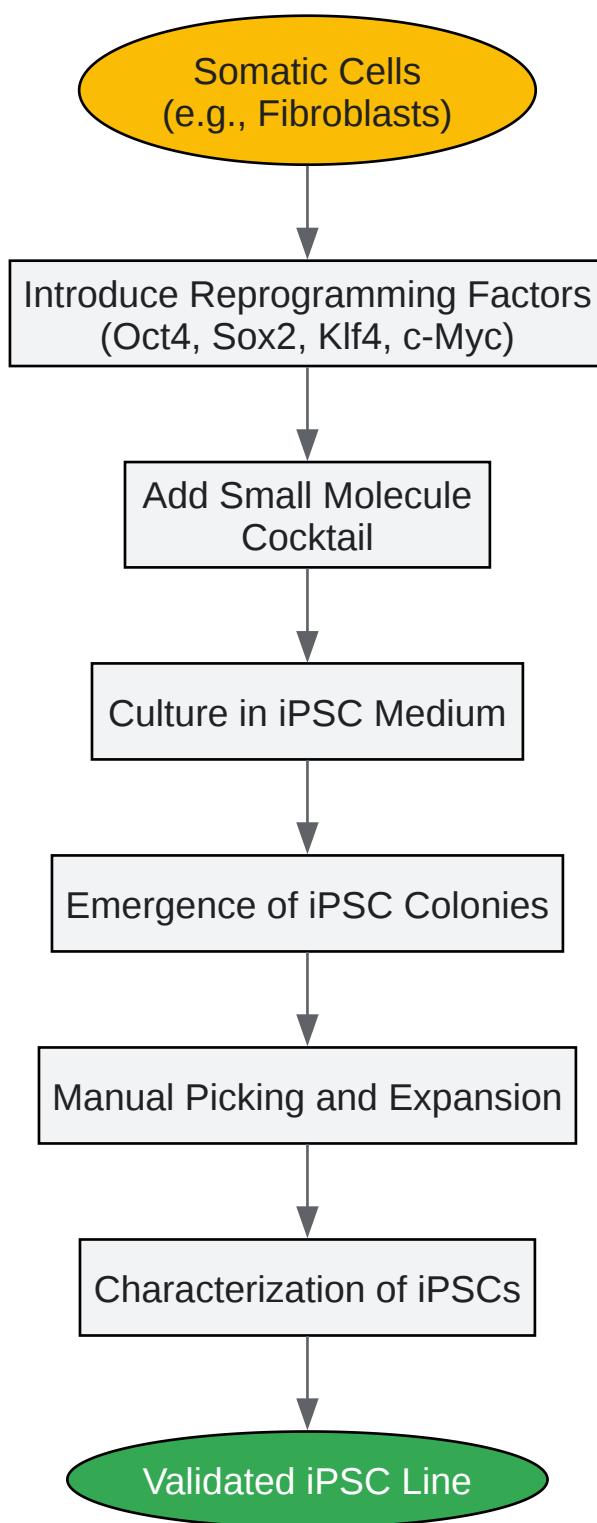 Somatic Cells
(e.g., Fibroblasts)
Introduce Reprogramming Factors
(Oct4, Sox2, Klf4, c-Myc)
Add Small Molecule
Cocktail
Culture in iPSC Medium
Emergence of iPSC Colonies
Manual Picking and Expansion
Characterization of iPSCs
Validated iPSC Line